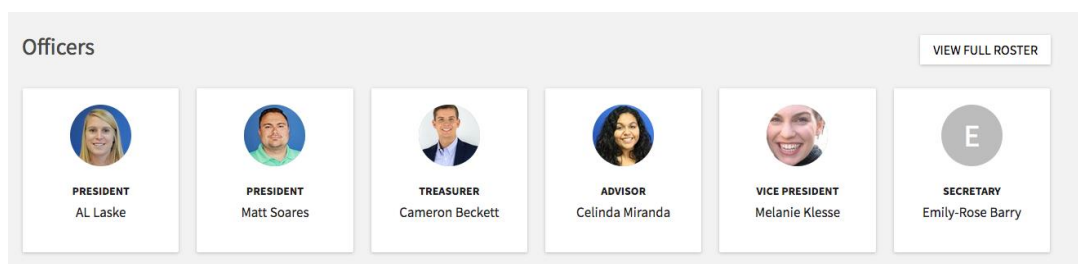 Officers
VIEW FULL ROSTER
E
PRESIDENT
AL Laske
PRESIDENT
Matt Soares
TREASURER
Cameron Beckett
ADVISOR
Celinda Miranda
VICE PRESIDENT
Melanie Klesse
SECRETARY
Emily-Rose Barry